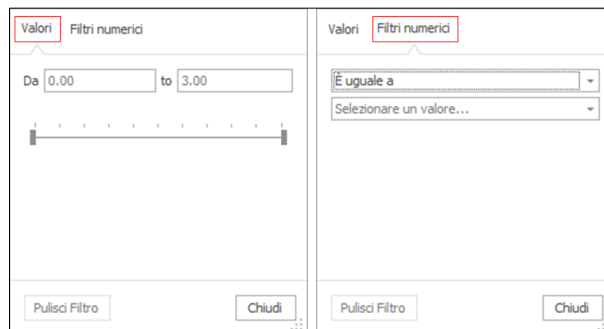 Valori Filtri numerici
Da 0.00 to 3.00
Pulisci Filtro Chiudi
Valori Filtri numerici
È uguale a
Selezionare un valore...
Pulisci Filtro Chiudi